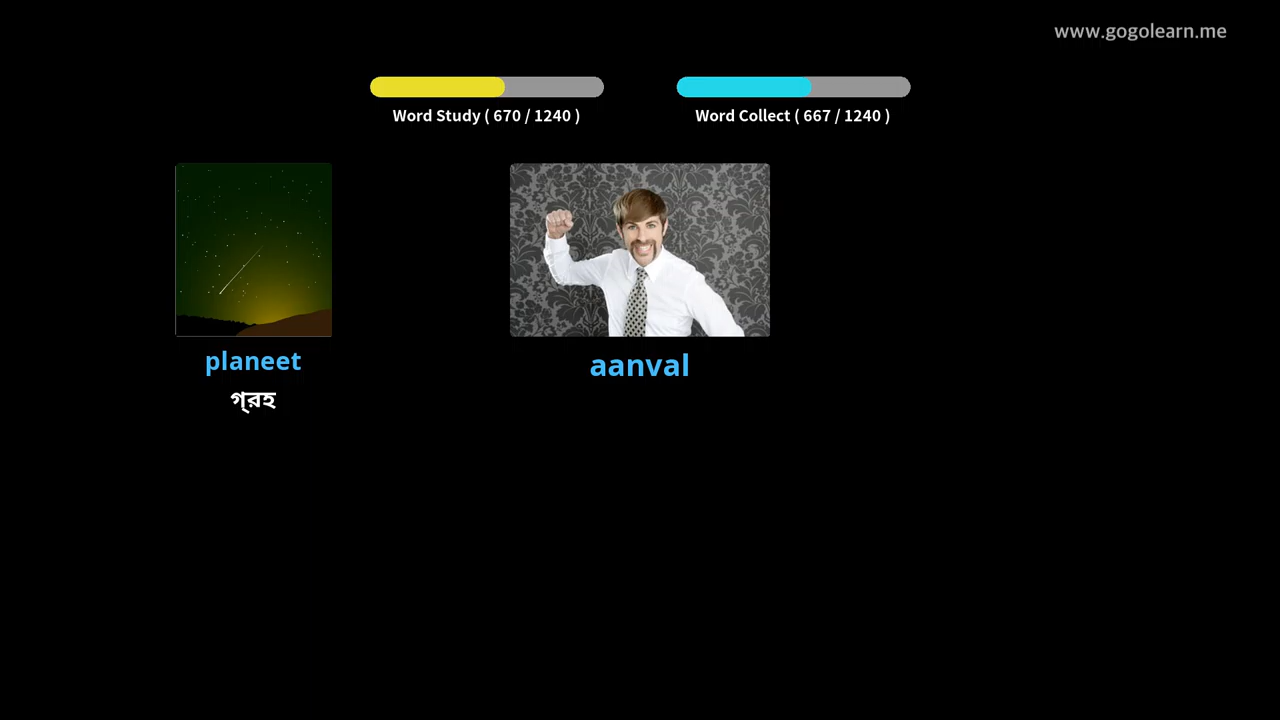 www.gogolearn.me
Word Study ( 670 / 1240 )
Word Collect ( 667 / 1240 )
planeet
গ্রহ
aanval